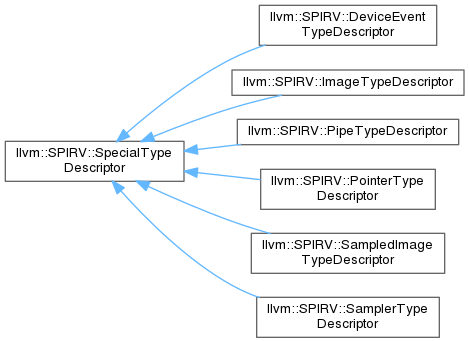 llvm::SPIRV::DeviceEvent
TypeDescriptor
llvm::SPIRV::ImageTypeDescriptor
llvm::SPIRV::PipeTypeDescriptor
llvm::SPIRV::SpecialType
Descriptor
llvm::SPIRV::PointerType
Descriptor
llvm::SPIRV::SampledImage
TypeDescriptor
llvm::SPIRV::SamplerType
Descriptor